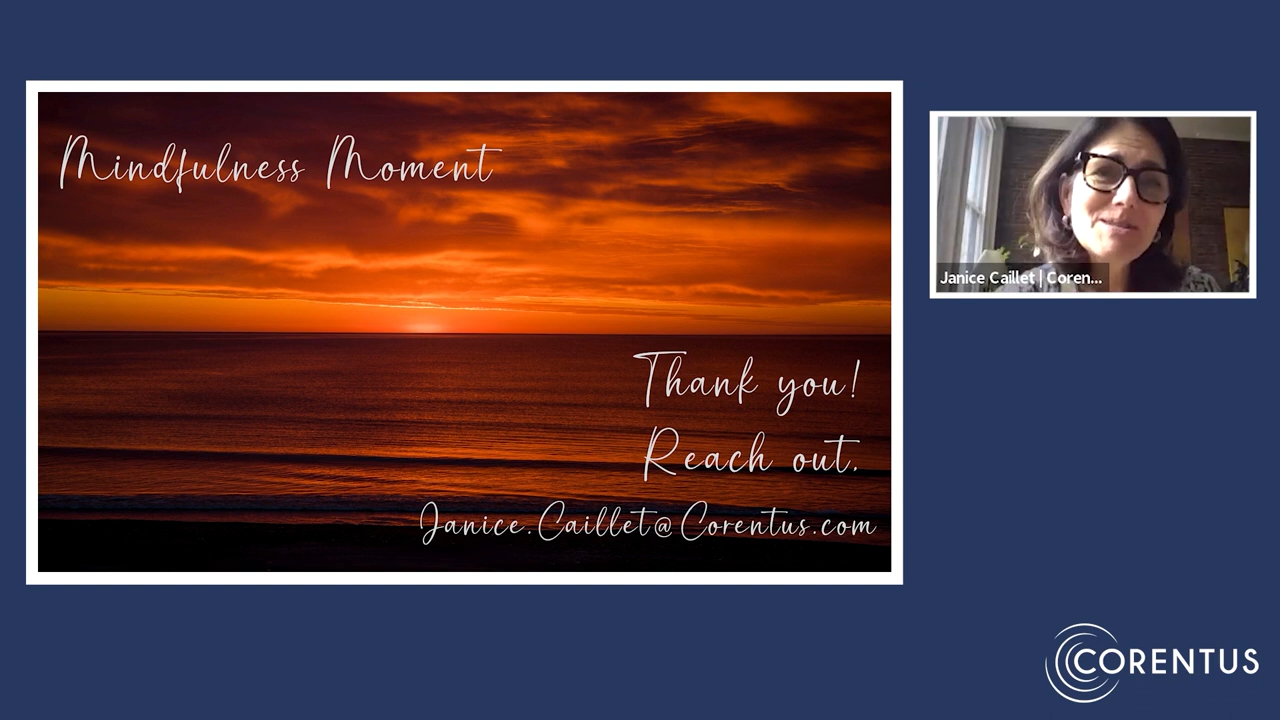 Mindfulness Moment
Thank you!
Reach out.
Janice.Caillet@Corentus.com
Janice Caillet | Coren...
CORENTUS